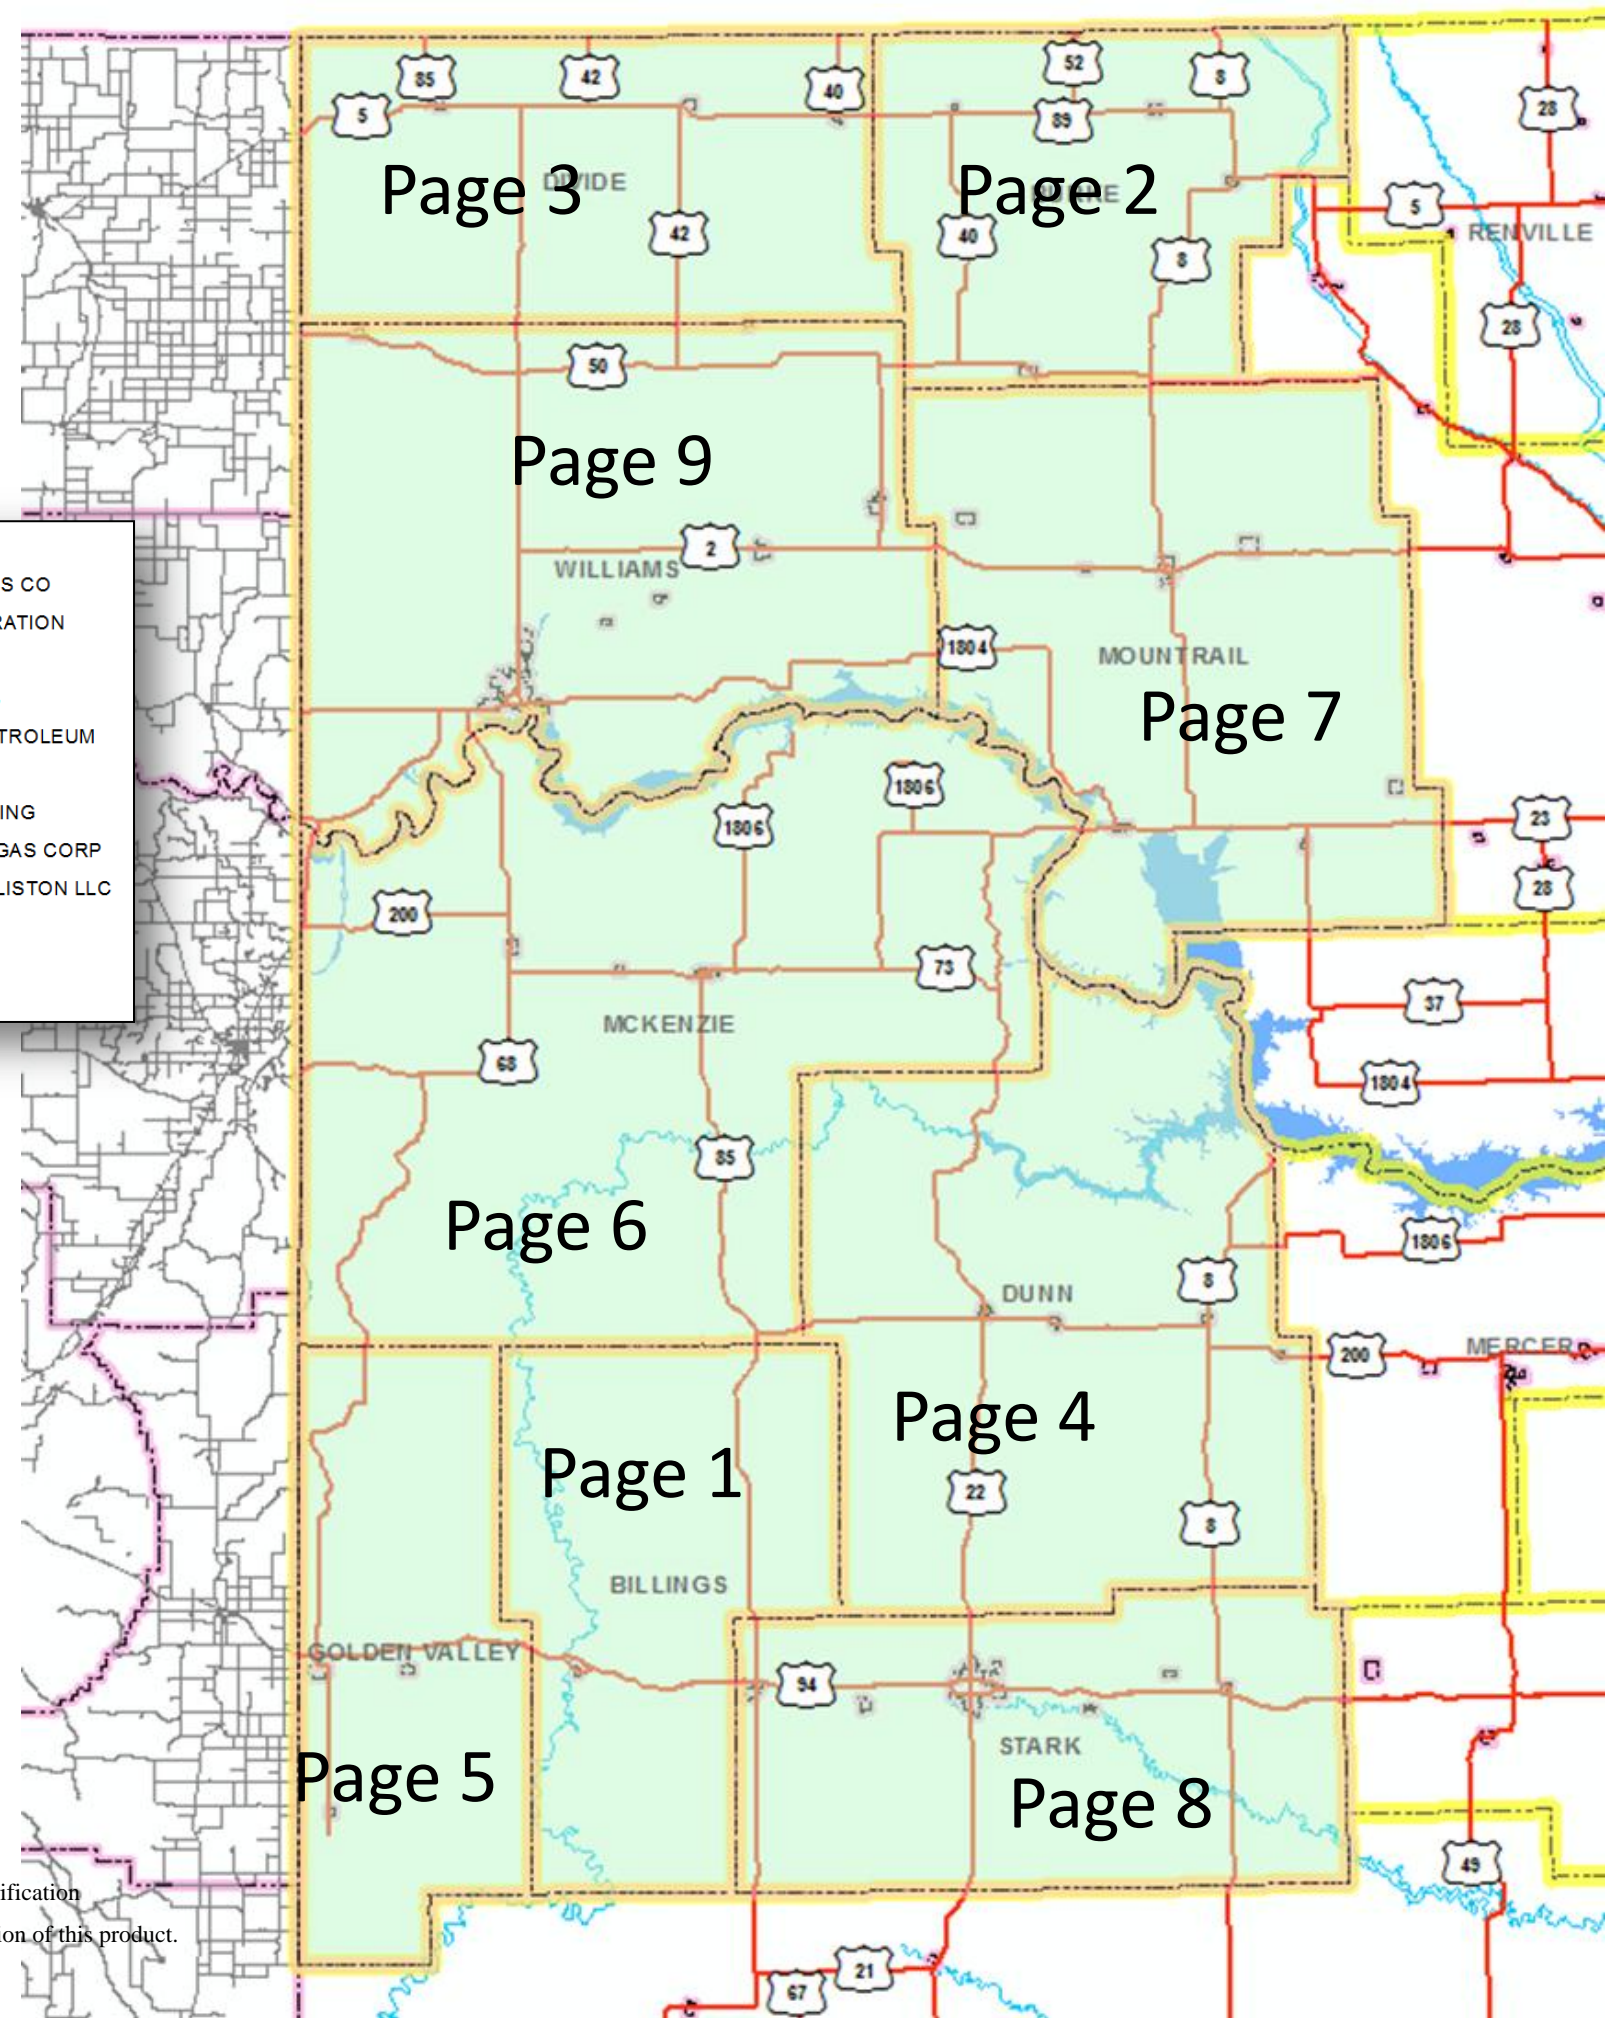 85
42
40
52
8
28
5
89
Page 3
DIVIDE
Page 2
BURKE
5
RENVILLE
42
40
8
28
50
Page 9
2
WILLIAMS
S CO
RATION
1804
MOUNTRAIL
Page 7
TROLEUM
1806
1806
23
ING
GAS CORP
LISTON LLC
28
200
73
37
MCKENZIE
68
1804
85
Page 6
1806
8
DUNN
200
MERCER
Page 4
Page 1
22
8
BILLINGS
GOLDEN VALLEY
94
STARK
Page 5
Page 8
49
ification
ion of this product.
21
67